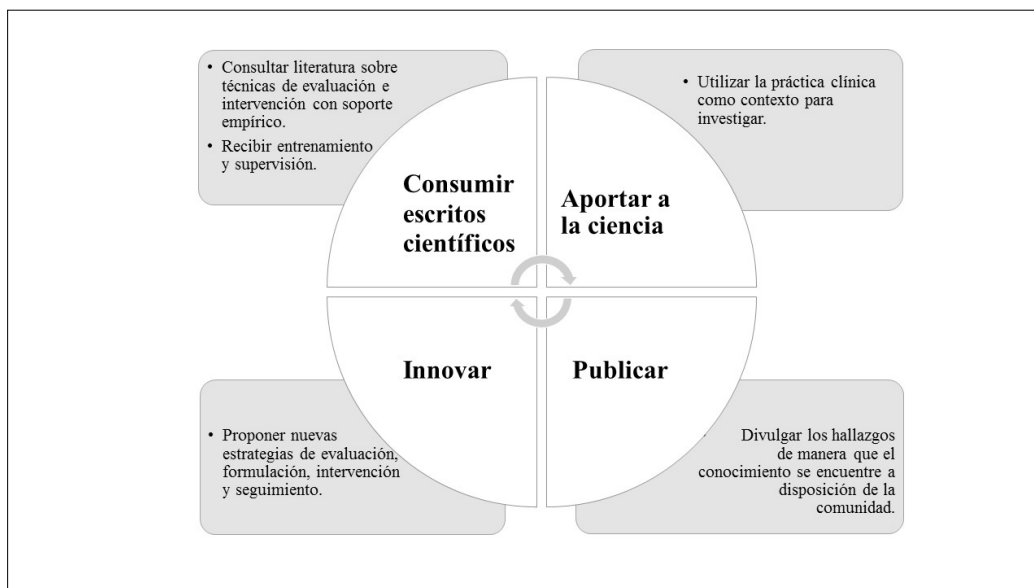 • Consultar literatura sobre
técnicas de evaluación e
intervención con soporte
empírico.
• Recibir entrenamiento
y supervisión.
• Utilizar la práctica clínica
como contexto para
investigar.
Consumir
escritos
científicos
Aportar a
la ciencia
Innovar
Publicar
• Proponer nuevas
estrategias de evaluación,
formulación, intervención
y seguimiento.
• Divulgar los hallazgos
de manera que el
conocimiento se encuentre a
disposición de la
comunidad.